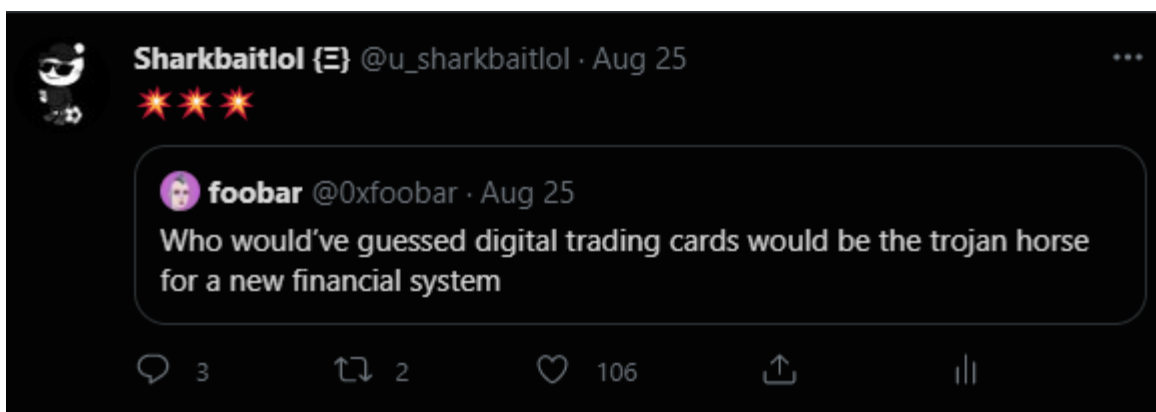 Sharkbaitlol {Ξ} @u_sharkbaitlol · Aug 25
💥💥💥
foobar @0xfoobar · Aug 25
Who would’ve guessed digital trading cards would be the trojan horse
for a new financial system
3 2 106